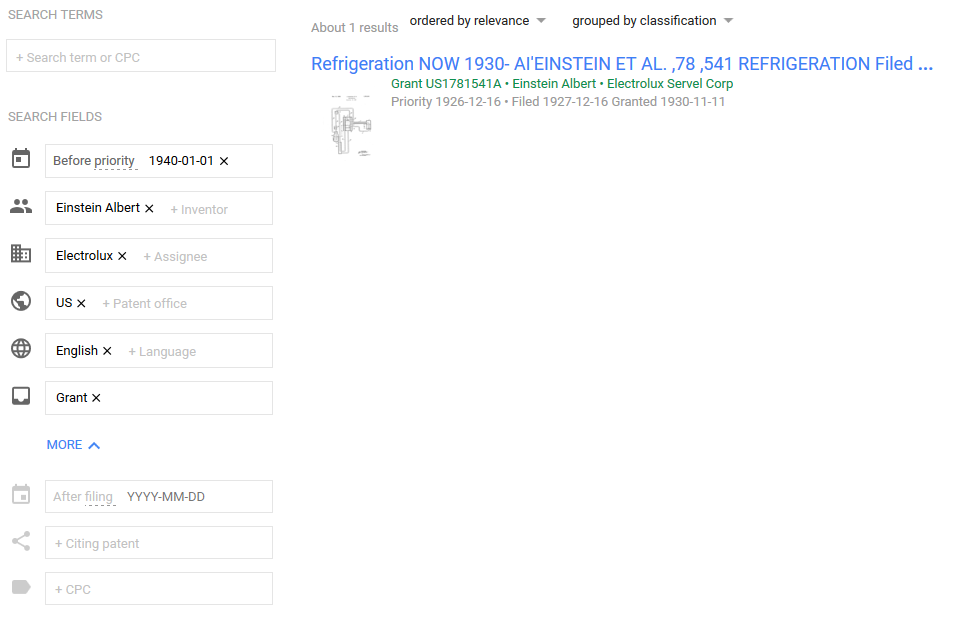 SEARCH TERMS
+ Search term or CPC
SEARCH FIELDS
Before priority 1940-01-01 ×
Einstein Albert × + Inventor
Electrolux × + Assignee
US × + Patent office
English × + Language
Grant ×
MORE
After filing YYYY-MM-DD
+ Citing patent
+ CPC
About 1 results ordered by relevance grouped by classification
Refrigeration NOW 1930- AI'EINSTEIN ET AL. ,78 ,541 REFRIGERATION Filed ...
Grant US1781541A • Einstein Albert • Electrolux Servel Corp
Priority 1926-12-16 • Filed 1927-12-16 Granted 1930-11-11